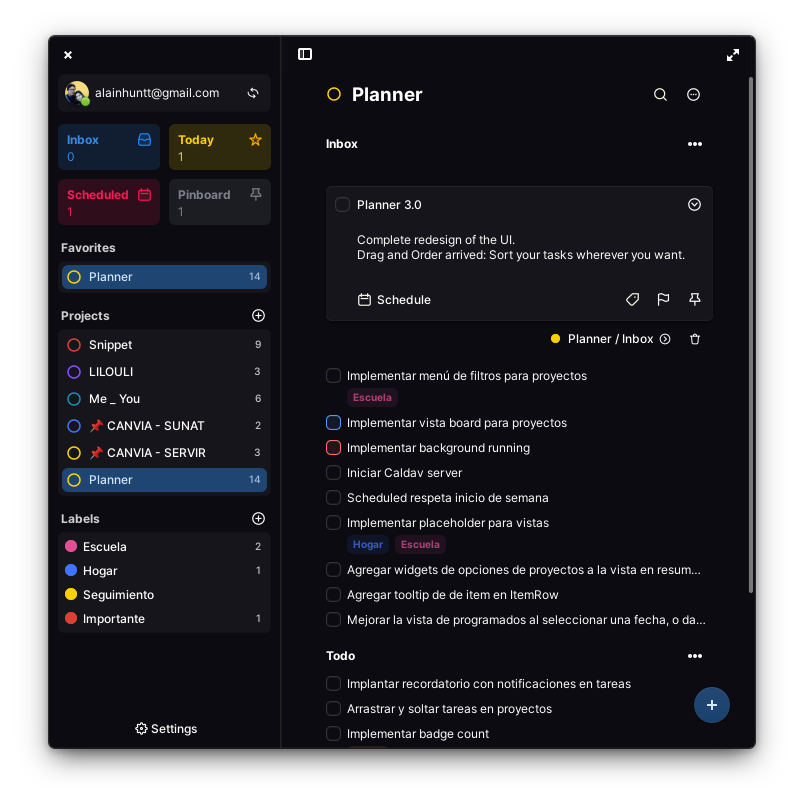 alainhuntt@gmail.com
Inbox
0
Today
1
Scheduled
1
Pinboard
1
Favorites
Planner 14
Projects
Snippet 9
LILOULI 3
Me _ You 6
📌 CANVIA - SUNAT 2
📌 CANVIA - SERVIR 3
Planner 14
Labels
Escuela 2
Hogar 1
Seguimiento
Importante 1
Settings
Planner
Inbox
Planner 3.0
Complete redesign of the UI.
Drag and Order arrived: Sort your tasks wherever you want.
Schedule
Planner / Inbox
Implementar menú de filtros para proyectos
Escuela
Implementar vista board para proyectos
Implementar background running
Iniciar Caldav server
Scheduled respeta inicio de semana
Implementar placeholder para vistas
Hogar Escuela
Agregar widgets de opciones de proyectos a la vista en resum...
Agregar tooltip de de item en ItemRow
Mejorar la vista de programados al seleccionar una fecha, o da...
Todo
Implantar recordatorio con notificaciones en tareas
Arrastrar y soltar tareas en proyectos
Implementar badge count